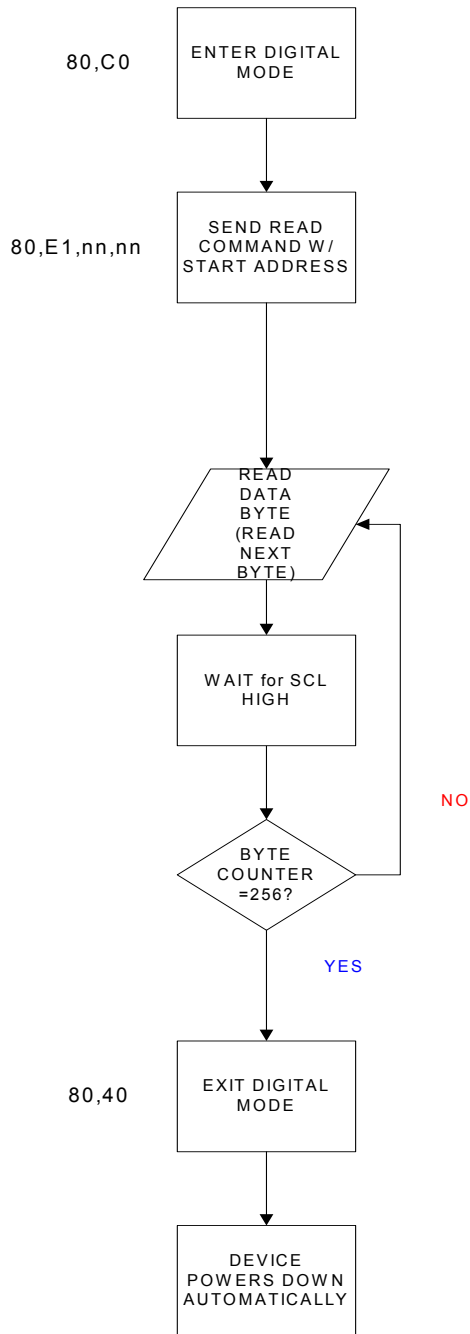 80,C0
ENTER DIGITAL
MODE
80,E1,nn,nn
SEND READ
COMMAND W/
START ADDRESS
READ
DATA
BYTE
(READ
NEXT
BYTE)
WAIT for SCL
HIGH
NO
BYTE
COUNTER
=256?
YES
80,40
EXIT DIGITAL
MODE
DEVICE
POWERS DOWN
AUTOMATICALLY